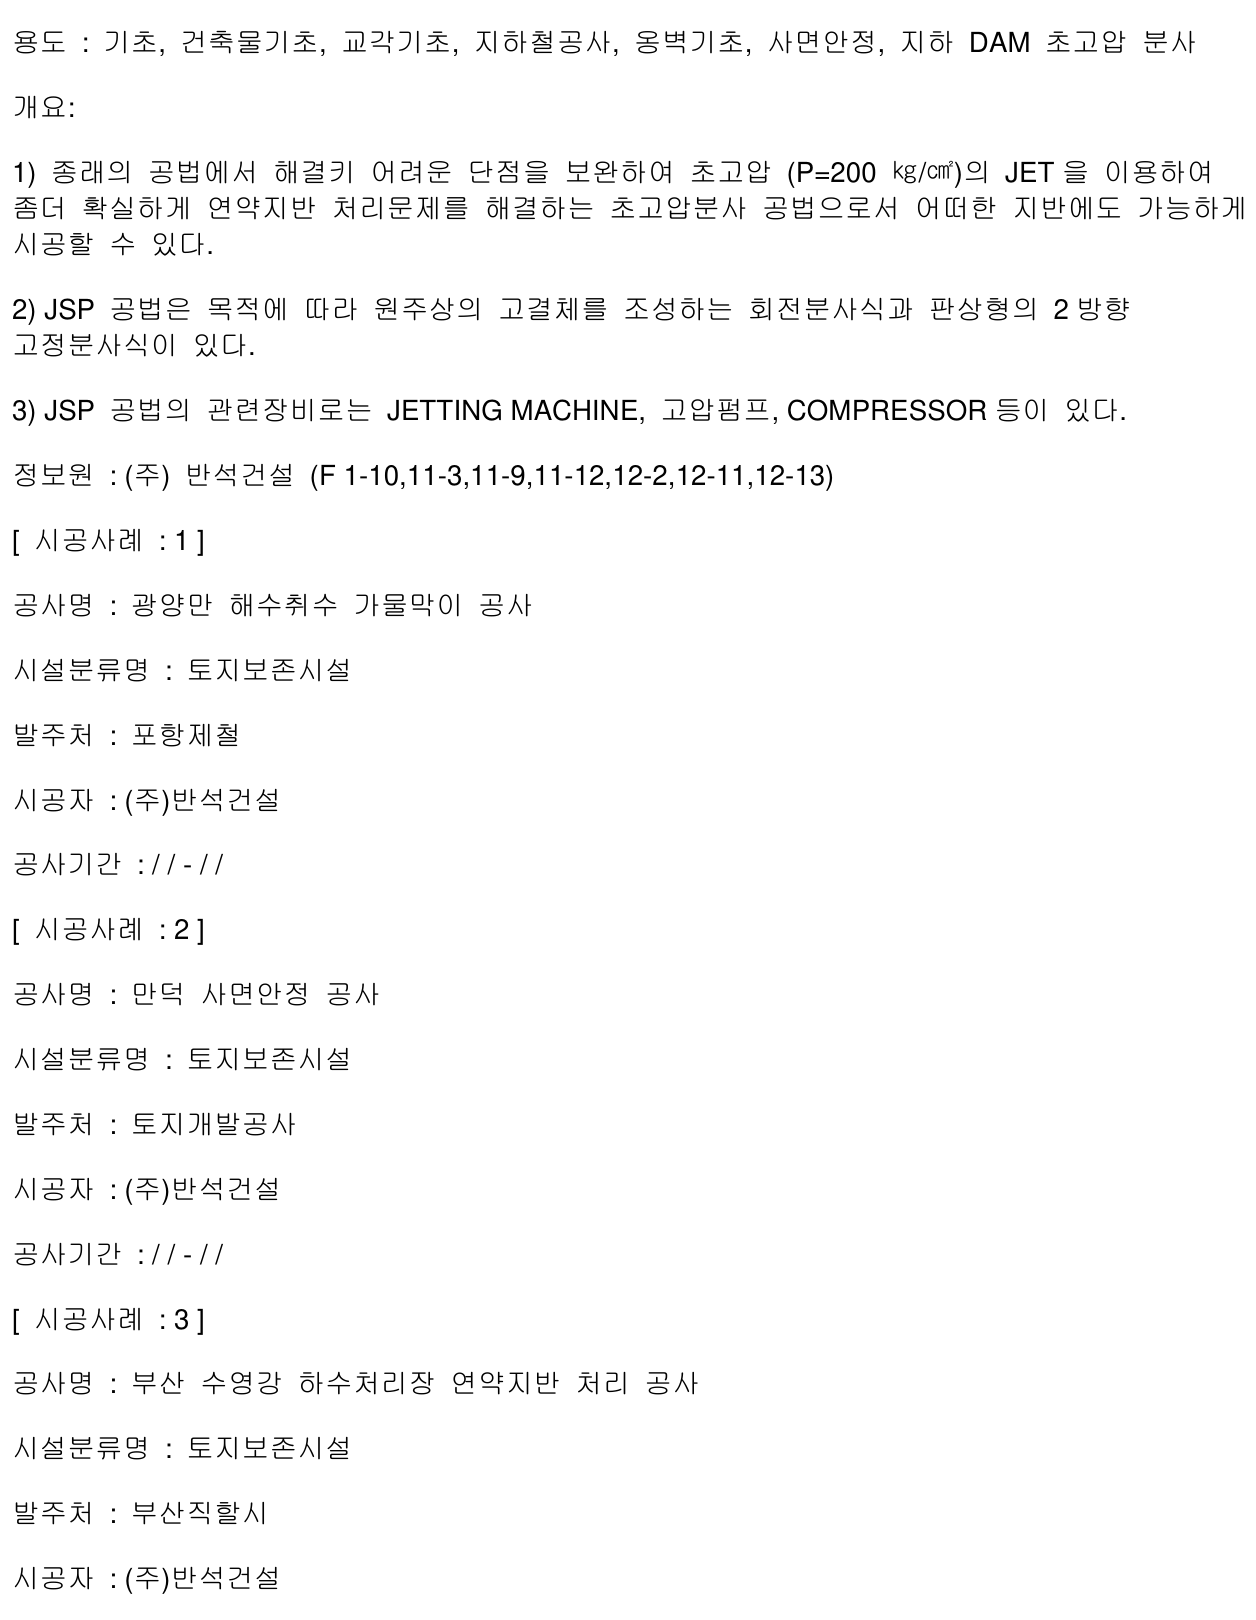 용도 : 기초, 건축물기초, 교각기초, 지하철공사, 옹벽기초, 사면안정, 지하 DAM 초고압 분사
개요:
1) 종래의 공법에서 해결키 어려운 단점을 보완하여 초고압 (P=200 ㎏/㎠)의 JET 을 이용하여
좀더 확실하게 연약지반 처리문제를 해결하는 초고압분사 공법으로서 어떠한 지반에도 가능하게
시공할 수 있다.
2) JSP 공법은 목적에 따라 원주상의 고결체를 조성하는 회전분사식과 판상형의 2 방향
고정분사식이 있다.
3) JSP 공법의 관련장비로는 JETTING MACHINE, 고압펌프, COMPRESSOR 등이 있다.
정보원 : (주) 반석건설 (F 1-10,11-3,11-9,11-12,12-2,12-11,12-13)
[ 시공사례 : 1 ]
공사명 : 광양만 해수취수 가물막이 공사
시설분류명 : 토지보존시설
발주처 : 포항제철
시공자 : (주)반석건설
공사기간 : / / - / /
[ 시공사례 : 2 ]
공사명 : 만덕 사면안정 공사
시설분류명 : 토지보존시설
발주처 : 토지개발공사
시공자 : (주)반석건설
공사기간 : / / - / /
[ 시공사례 : 3 ]
공사명 : 부산 수영강 하수처리장 연약지반 처리 공사
시설분류명 : 토지보존시설
발주처 : 부산직할시
시공자 : (주)반석건설